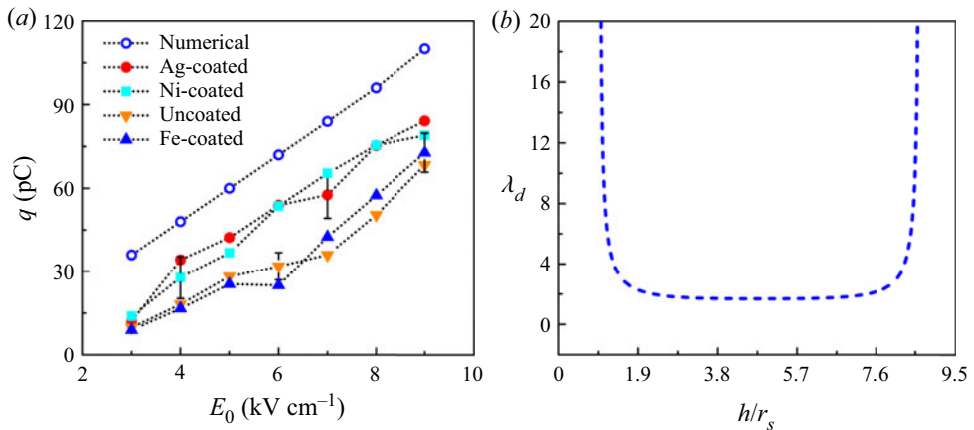 (a)
120
90
60
30
0
q (pC)
Numerical
Ag-coated
Ni-coated
Uncoated
Fe-coated
2 4 6 8 10
E₀ (kV cm⁻¹)
(b)
20
16
12
8
4
0
λ_d
0 1.9 3.8 5.7 7.6 9.5
h/r_s